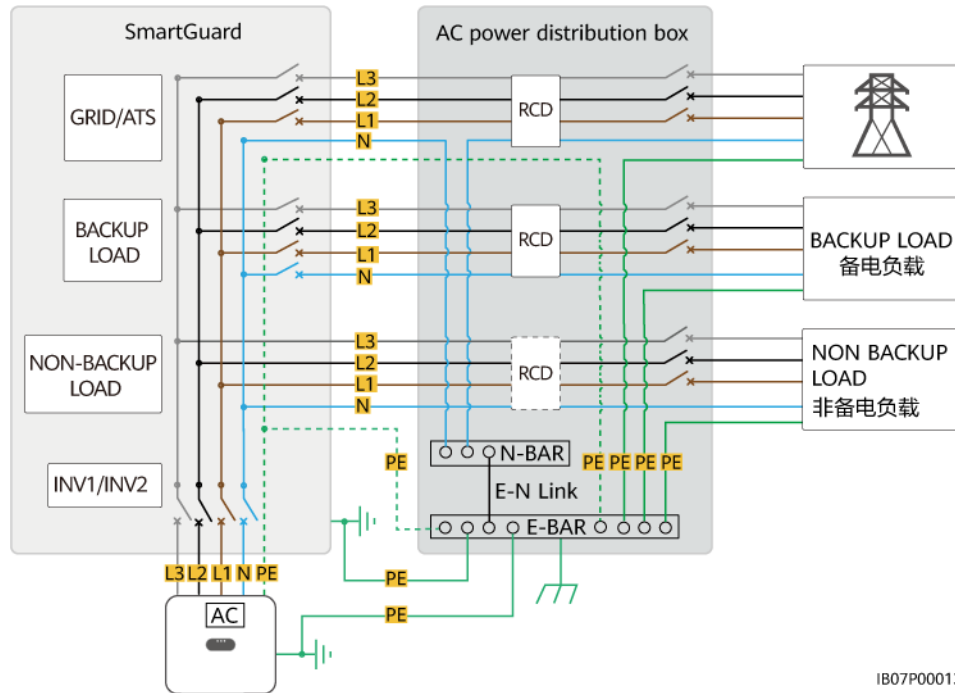 SmartGuard
AC power distribution box
GRID/ATS
L3
L2
L1
N
RCD
BACKUP
LOAD
L3
L2
L1
N
RCD
BACKUP LOAD
备电负载
NON-BACKUP
LOAD
L3
L2
L1
N
RCD
NON BACKUP
LOAD
非备电负载
INV1/INV2
PE
N-BAR
PE
PE
PE
PE
E-N Link
E-BAR
L3
L2
L1
N
PE
PE
PE
AC